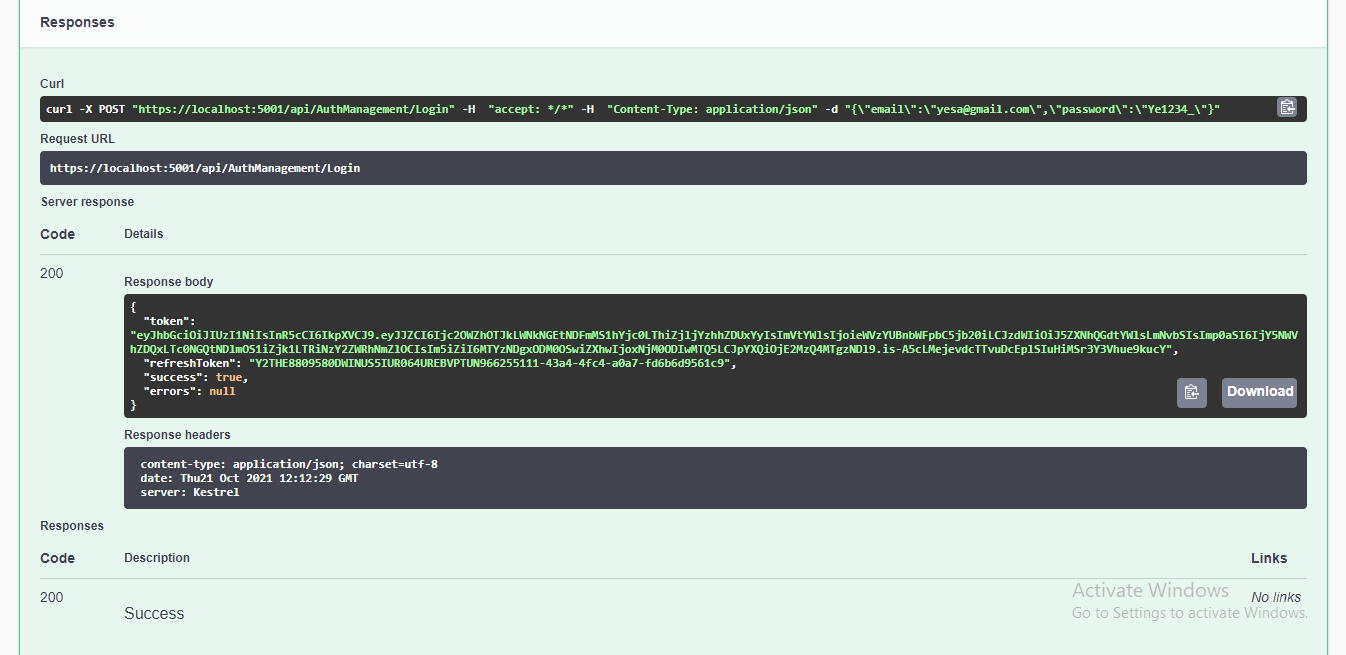 Responses
Curl
curl -X POST "https://localhost:5001/api/AuthManagement/Login" -H  "accept: */*" -H  "Content-Type: application/json" -d "{\"email\":\"yesa@gmail.com\",\"password\":\"Ye1234_\"}"
Request URL
https://localhost:5001/api/AuthManagement/Login
Server response
Code Details
200
Response body
{
"token":
"eyJhbGciOiJIUzI1NiIsInR5cCI6IkpXVCJ9.eyJJZCI6Ijc2OWZhOTJkLWNkNGEtNDFmMS1hYjc0LThiZjljYzhhZDUxYyIsImVtYWlsIjoieWVzYUBnbWFpbC5jb20iLCJzdWIiOiJ5ZXNhQGdtYWlsLmNvbSIsImp0aSI6IjY5NWV
hZDQxLTc0NGQtNDlmOS1iZjk1LTRiNzY2ZWRhNmZlOCIsIm5iZiI6MTYzNDgxODM0OSwiZXhwIjoxNjM0ODIwMTQ5LCJpYXQiOjE2MzQ4MTgzNDl9.is-A5cLMejevdcTTvuDcEplSIuHiMSr3Y3Vhue9kucY",
"refreshToken": "Y2THE8809580DWINUS5IUR064UREBVPTUN966255111-43a4-4fc4-a0a7-fd6b6d9561c9",
"success": true,
"errors": null
}
Download
Response headers
content-type: application/json; charset=utf-8
date: Thu21 Oct 2021 12:12:29 GMT
server: Kestrel
Responses
Code Description Links
200 Success No links
Activate Windows
Go to Settings to activate Windows.